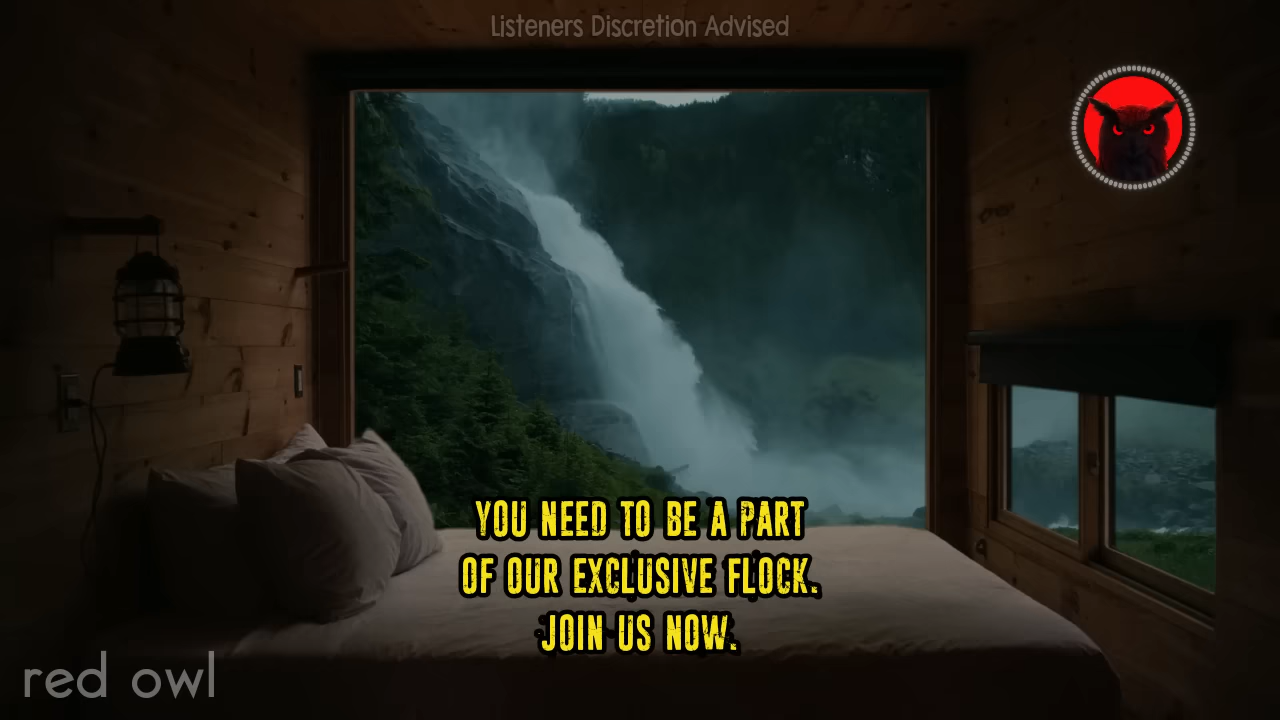 Listeners Discretion Advised
YOU NEED TO BE A PART
OF OUR EXCLUSIVE FLOCK.
JOIN US NOW.
red owl